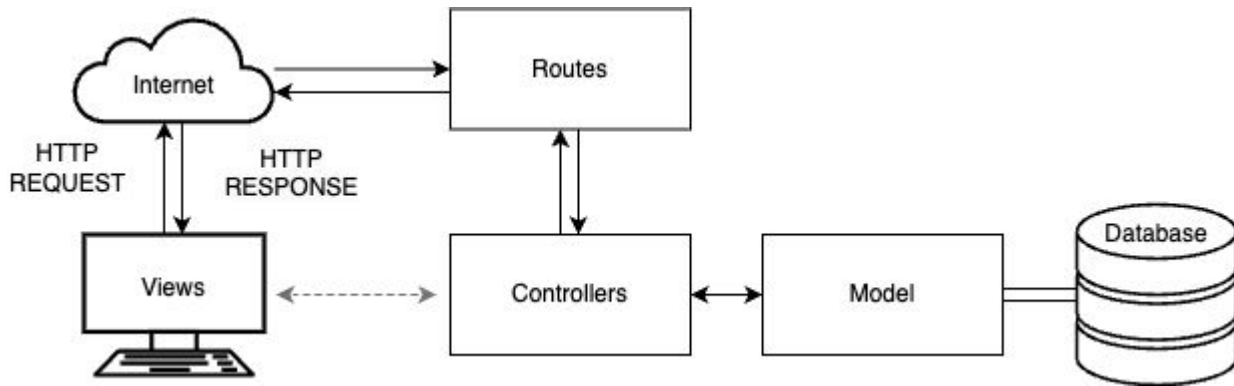 Internet
Routes
HTTP
REQUEST
HTTP
RESPONSE
Views
Controllers
Model
Database